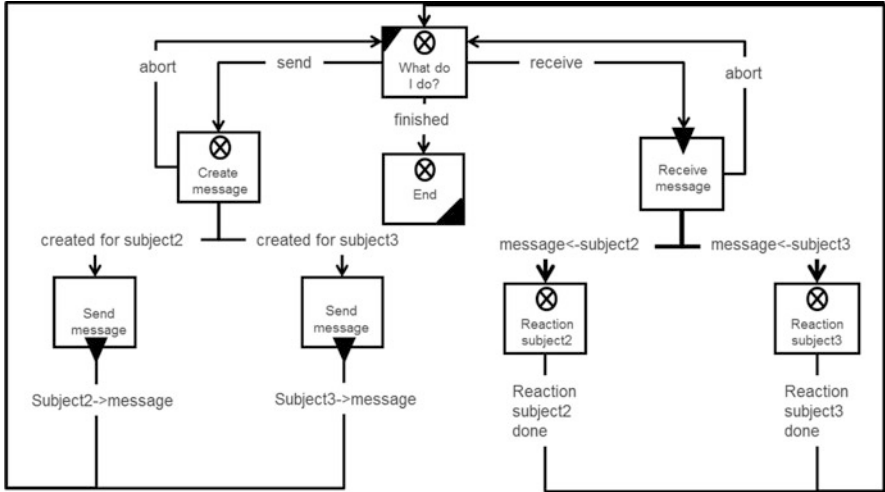 What do
I do?
abort
send
receive
abort
finished
Create
message
End
Receive
message
created for subject2
created for subject3
message<-subject2
message<-subject3
Send
message
Send
message
Reaction
subject2
Reaction
subject3
Subject2->message
Subject3->message
Reaction
subject2
done
Reaction
subject3
done